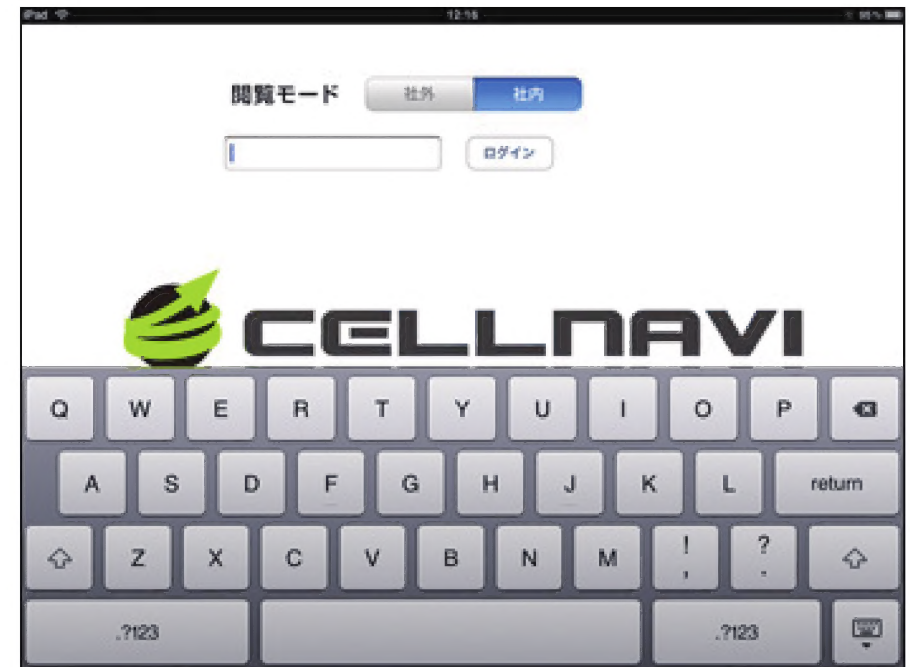 iPad 12:16
閲覧モード 社外 社内
ログイン
CELLNAVI
Q W E R T Y U I O P
A S D F G H J K L return
Z X C V B N M ! , ? .
.?123 .?123